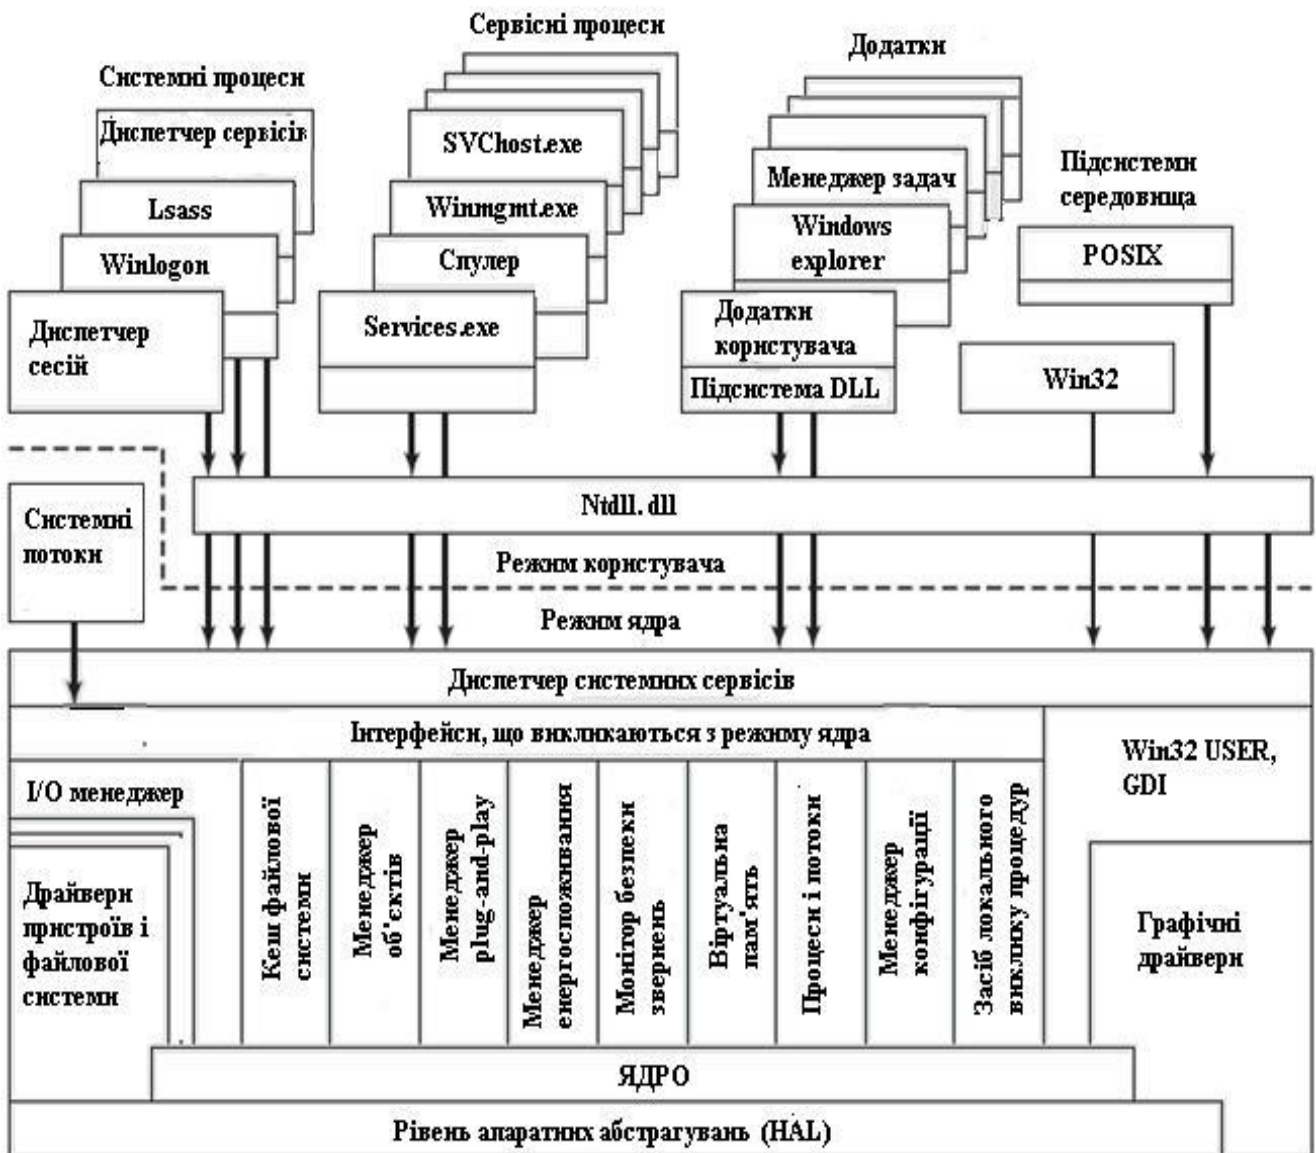 Сервісні процеси
Додатки
Системні процеси
Диспетчер сервісів
Lsass
Winlogon
Диспетчер
сесій
SVChost.exe
Winmgmt.exe
Спулер
Services.exe
Менеджер задач
Windows
explorer
Додатки
користувача
Підсистема DLL
Підсистеми
середовища
POSIX
Win32
Ntdll. dll
Системні
потоки
Режим користувача
Режим ядра
Диспетчер системних сервісів
Інтерфейси, що викликаються з режиму ядра
Win32 USER,
GDI
I/O менеджер
Драйвери
пристроїв і
файлової
системи
Кеш файлової
системи
Менеджер
об'єктів
Менеджер
plug-and-play
Менеджер
енергоспоживання
Монітор безпеки
звернень
Віртуальна
пам'ять
Процеси і потоки
Менеджер
конфігурації
Засіб локального
виклику процедур
Графічні
драйвери
ЯДРО
Рівень апаратних абстрагувань (HAL)